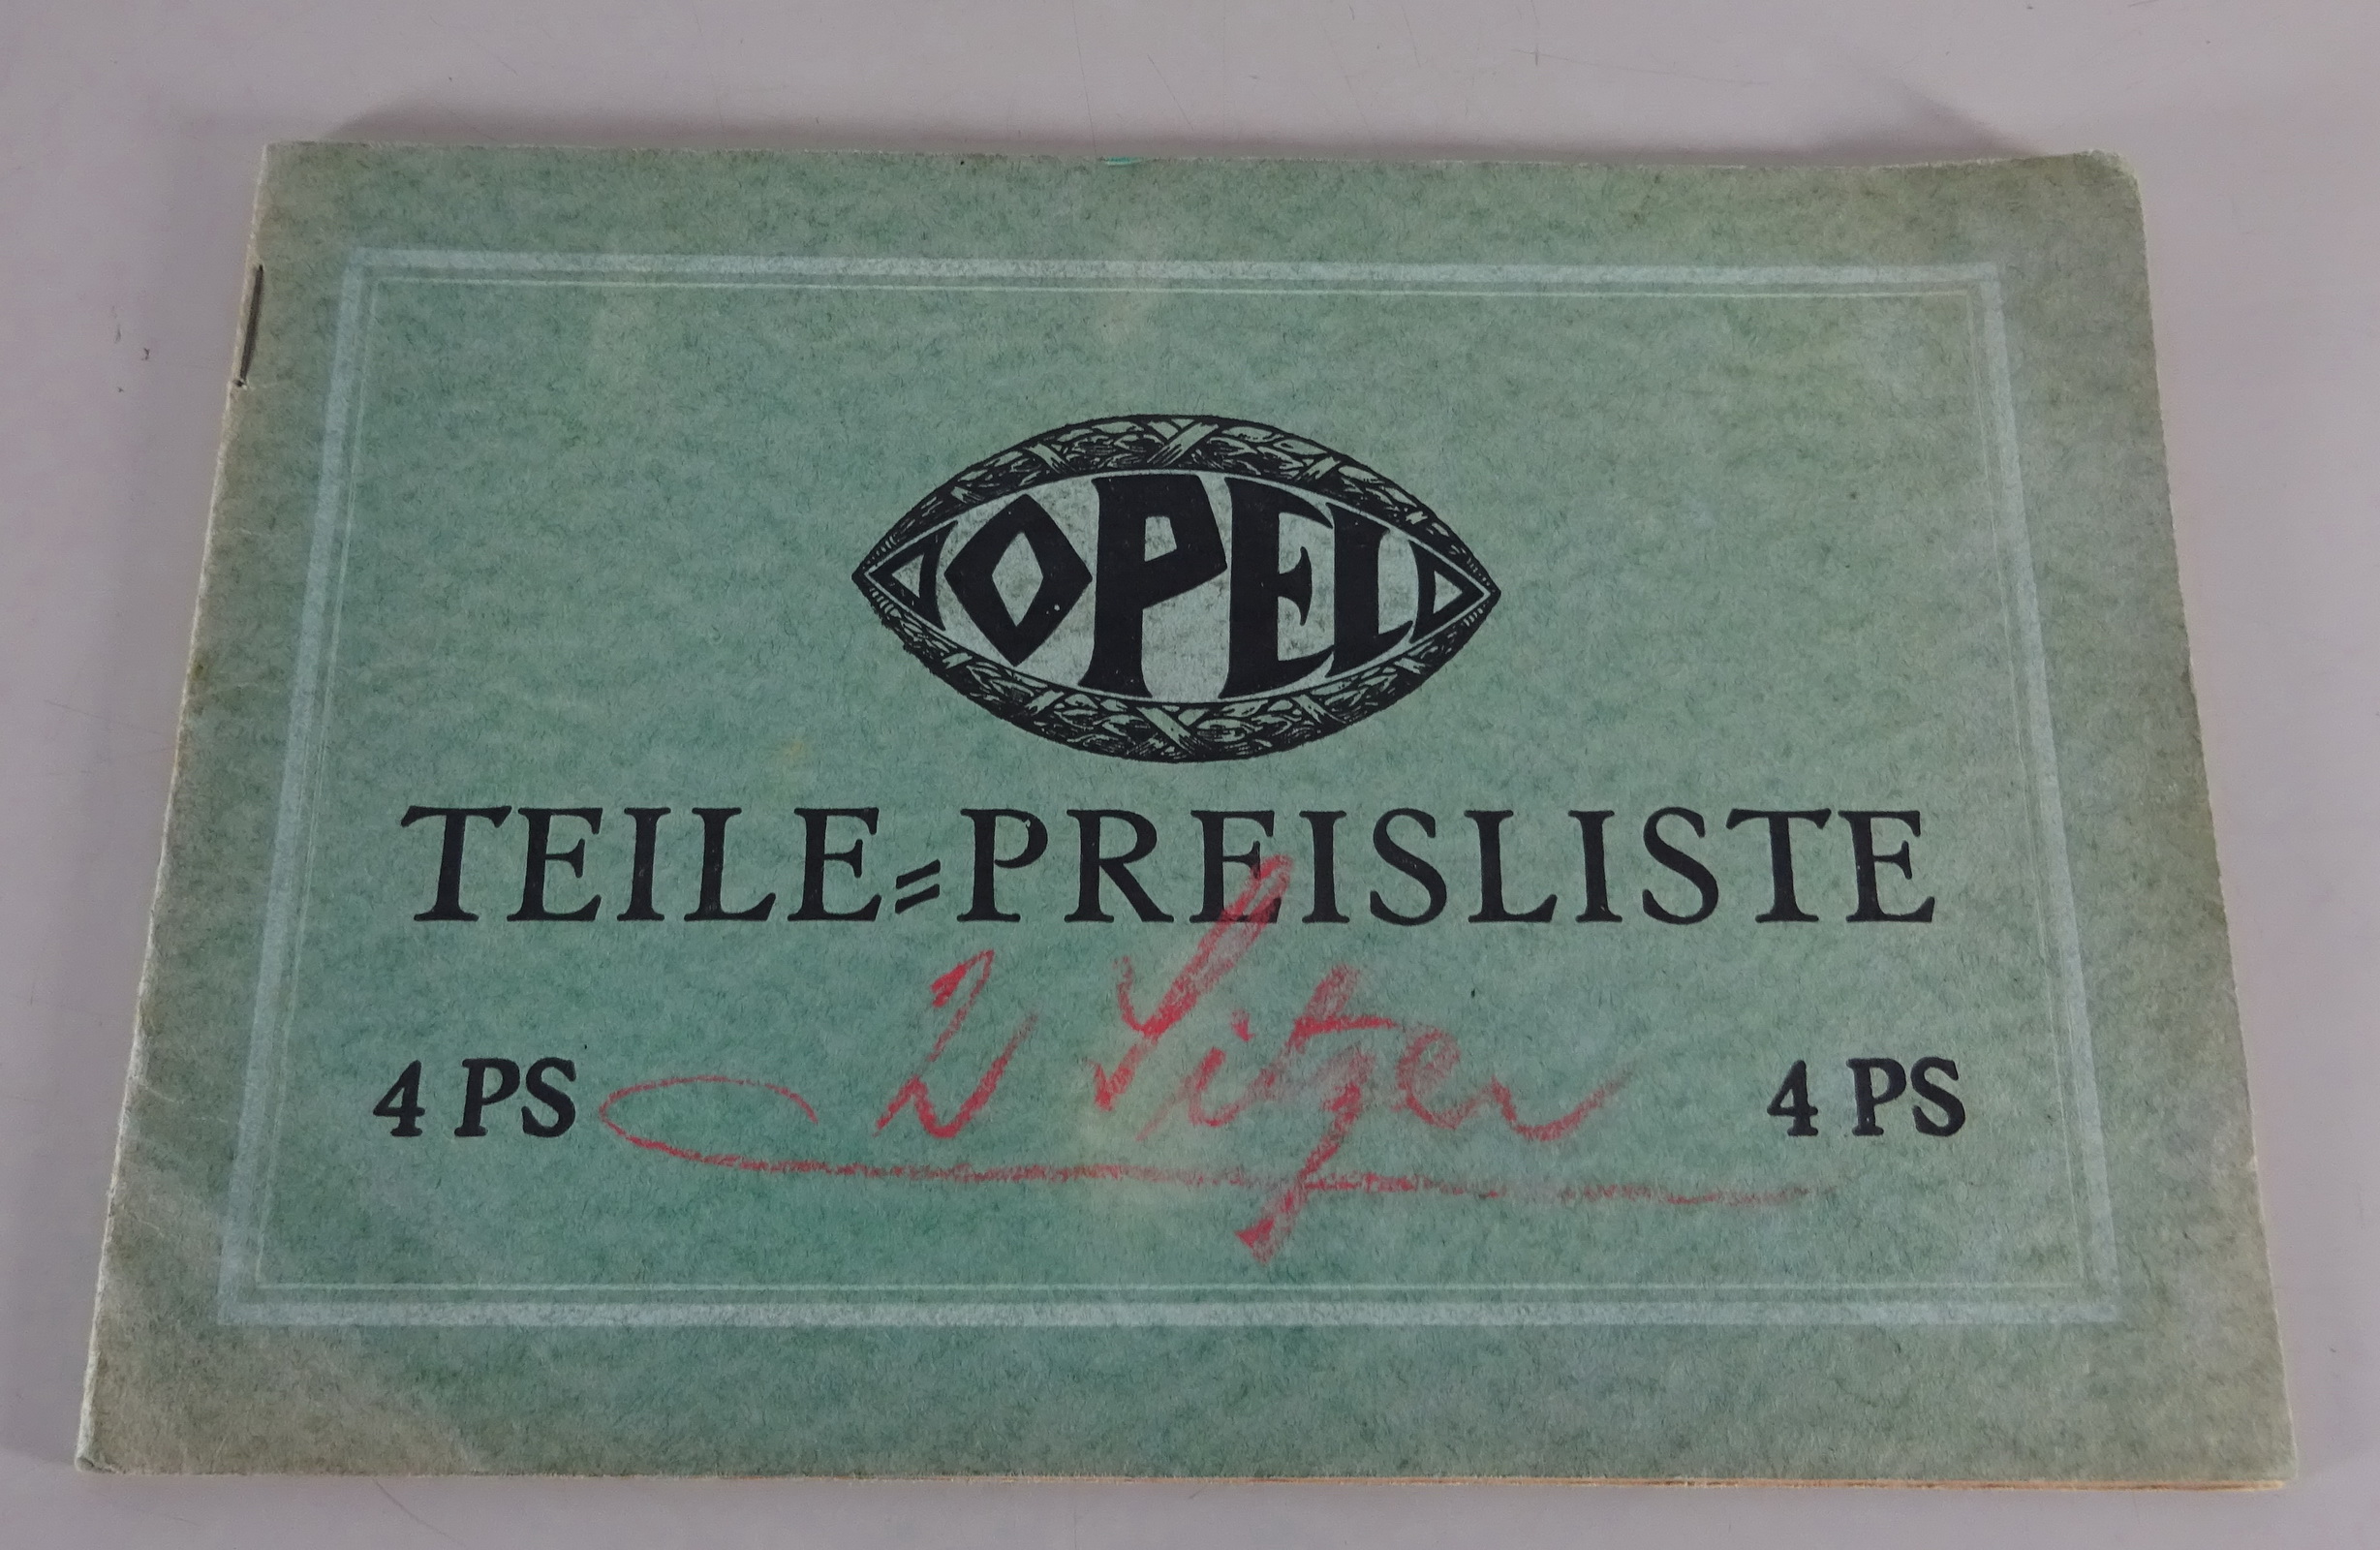 OPEL
TEILE=PREISLISTE
2 Sitzer
4 PS 4 PS